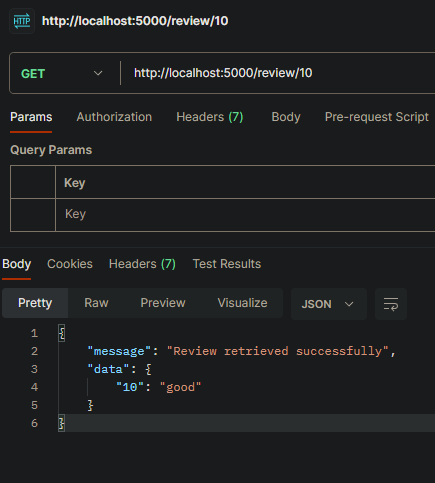 HTTP http://localhost:5000/review/10
GET http://localhost:5000/review/10
Params Authorization Headers (7) Body Pre-request Script
Query Params
Key
Key
Body Cookies Headers (7) Test Results
Pretty Raw Preview Visualize JSON
1 {
2 "message": "Review retrieved successfully",
3 "data": {
4 "10": "good"
5 }
6 }